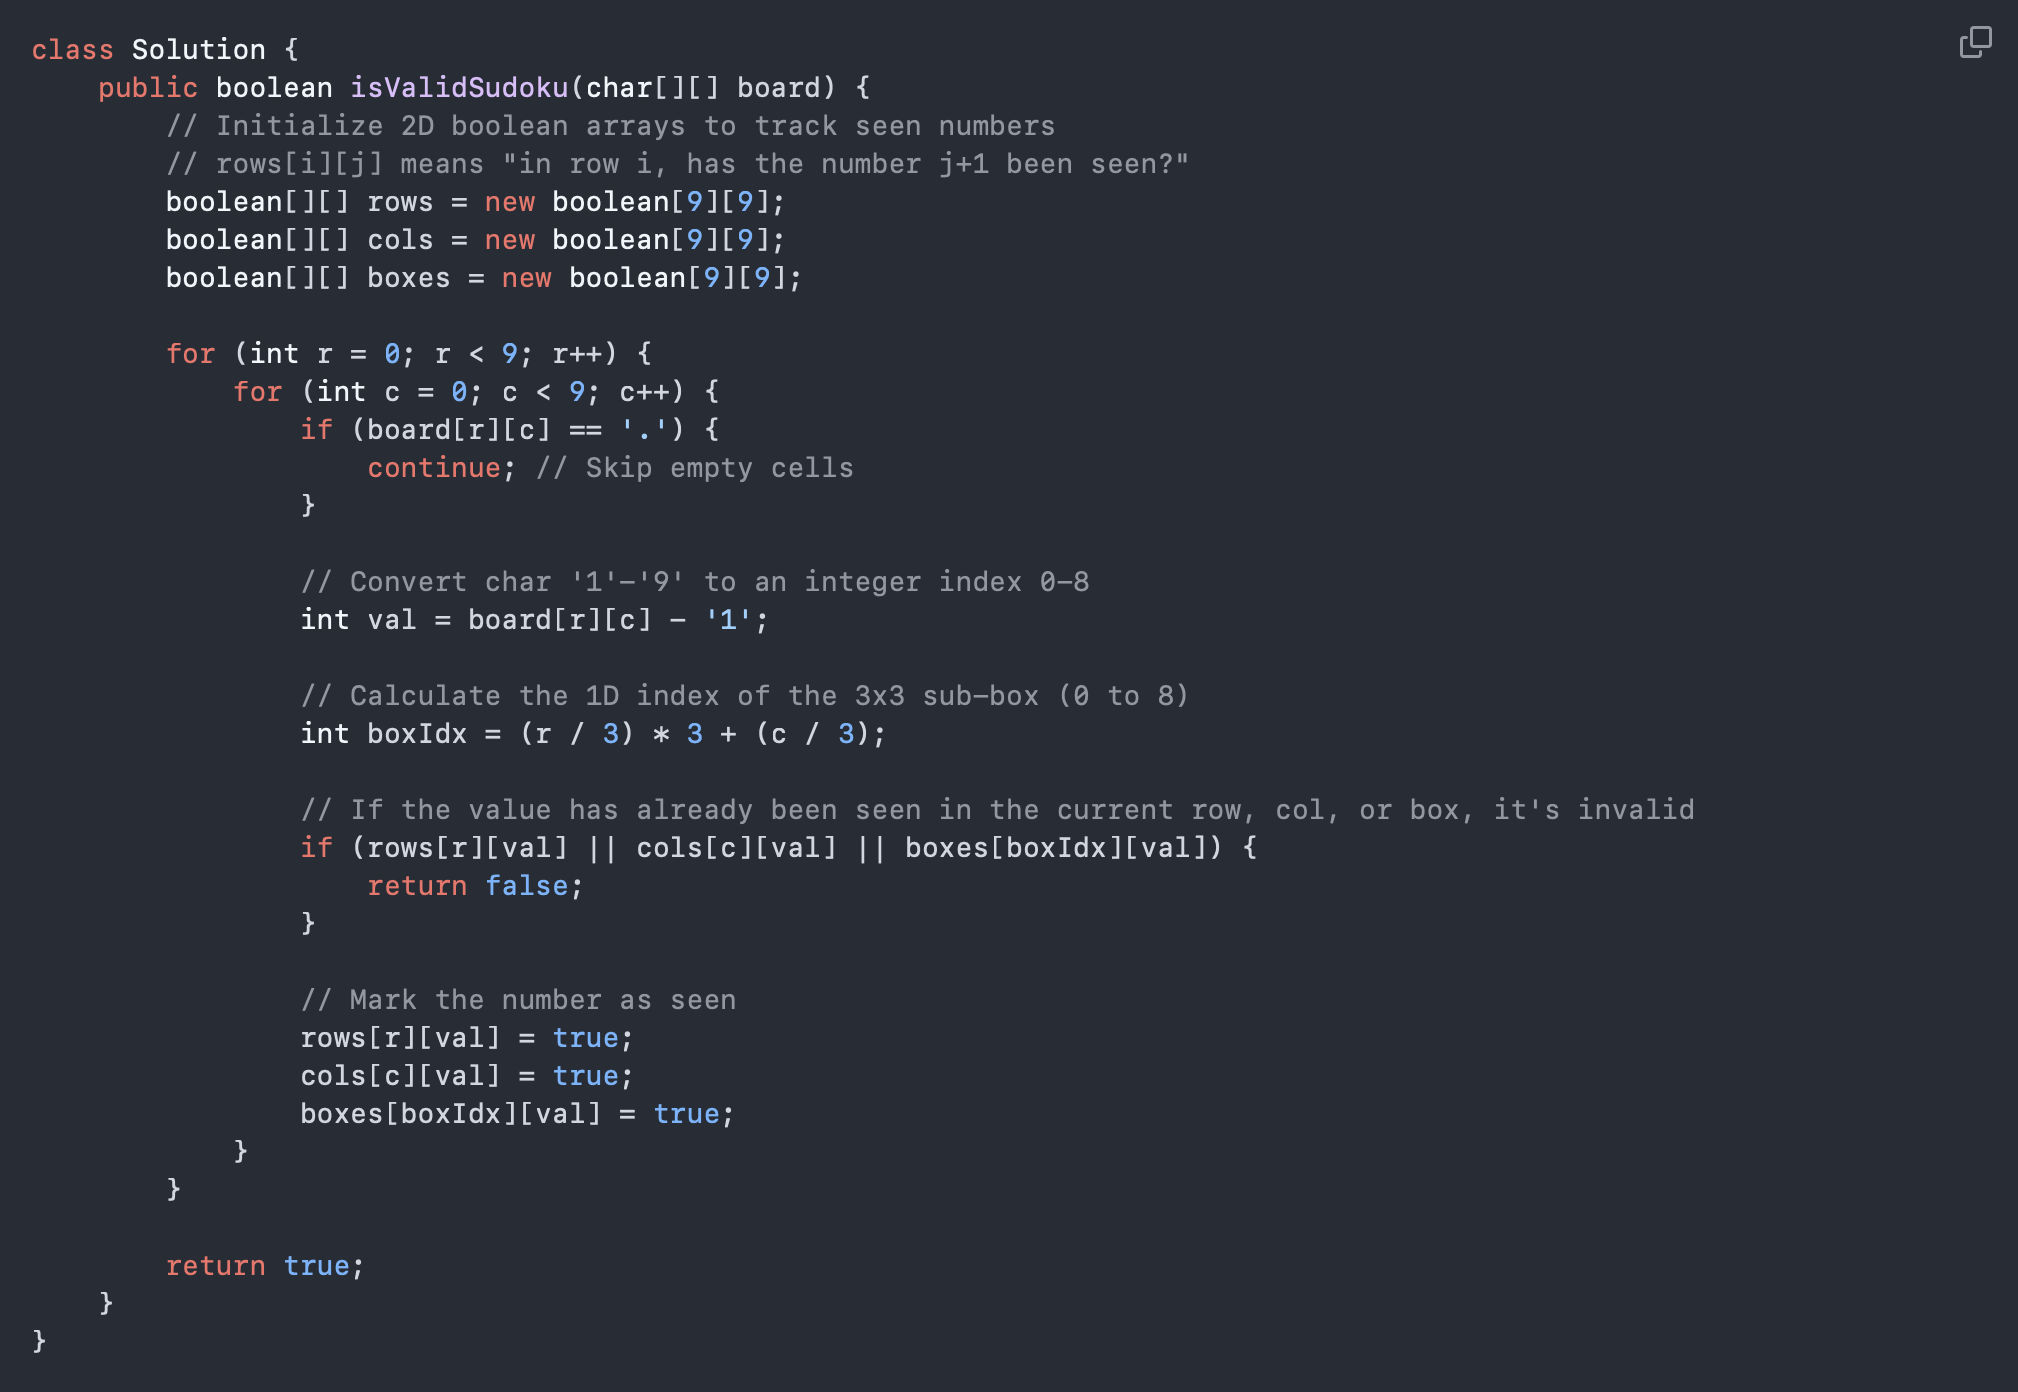 class Solution {
    public boolean isValidSudoku(char[][] board) {
        // Initialize 2D boolean arrays to track seen numbers
        // rows[i][j] means "in row i, has the number j+1 been seen?"
        boolean[][] rows = new boolean[9][9];
        boolean[][] cols = new boolean[9][9];
        boolean[][] boxes = new boolean[9][9];

        for (int r = 0; r < 9; r++) {
            for (int c = 0; c < 9; c++) {
                if (board[r][c] == '.') {
                    continue; // Skip empty cells
                }

                // Convert char '1'-'9' to an integer index 0-8
                int val = board[r][c] - '1';

                // Calculate the 1D index of the 3x3 sub-box (0 to 8)
                int boxIdx = (r / 3) * 3 + (c / 3);

                // If the value has already been seen in the current row, col, or box, it's invalid
                if (rows[r][val] || cols[c][val] || boxes[boxIdx][val]) {
                    return false;
                }

                // Mark the number as seen
                rows[r][val] = true;
                cols[c][val] = true;
                boxes[boxIdx][val] = true;
            }
        }

        return true;
    }
}